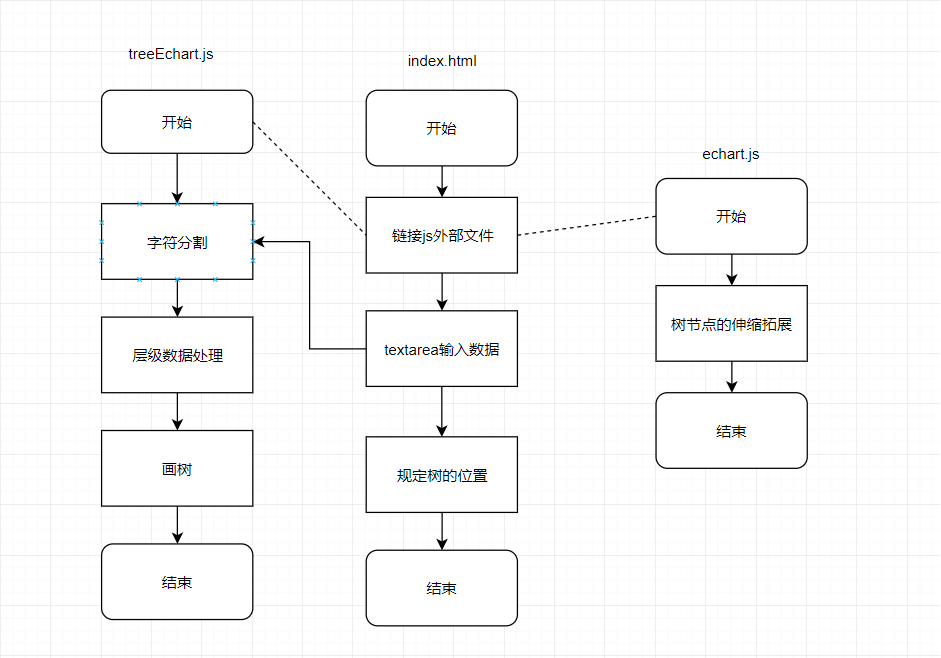 treeEchart.js
开始
字符分割
层级数据处理
画树
结束
index.html
开始
链接js外部文件
textarea输入数据
规定树的位置
结束
echart.js
开始
树节点的伸缩拓展
结束